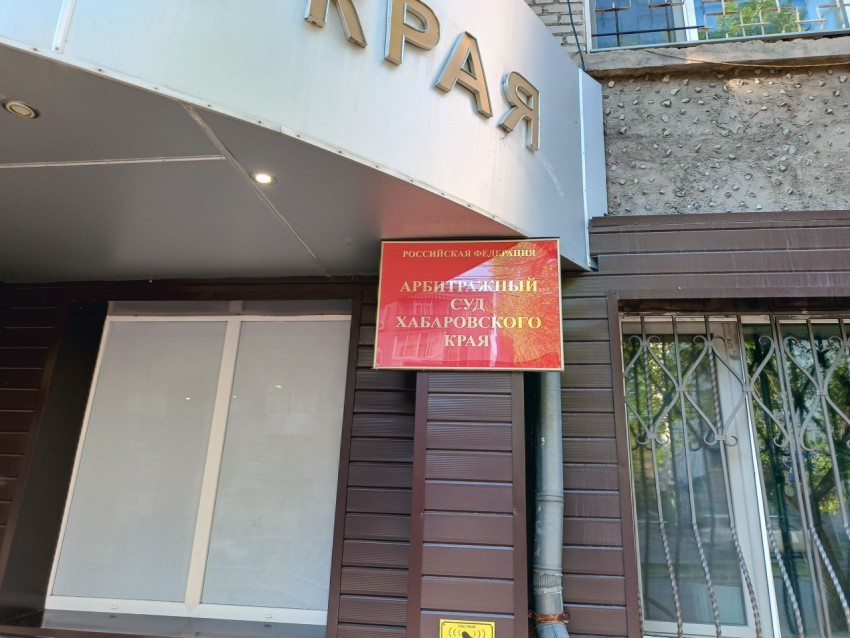 КРАЯ
РОССИЙСКАЯ ФЕДЕРАЦИЯ
АРБИТРАЖНЫЙ
СУД
ХАБАРОВСКОГО
КРАЯ